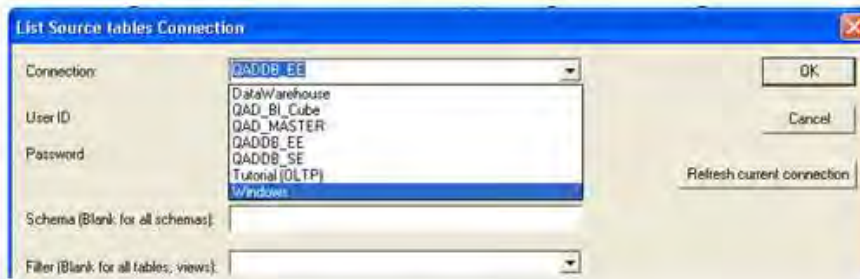 List Source tables Connection
Connection: QADDB_EE OK
DataWarehouse
QAD_BI_Cube
User ID QAD_MASTER Cancel
QADDB_EE
Password QADDB_SE
Tutorial (OLTP) Refresh current connection
Windows
Schema (Blank for all schemas):
Filter (Blank for all tables, views):